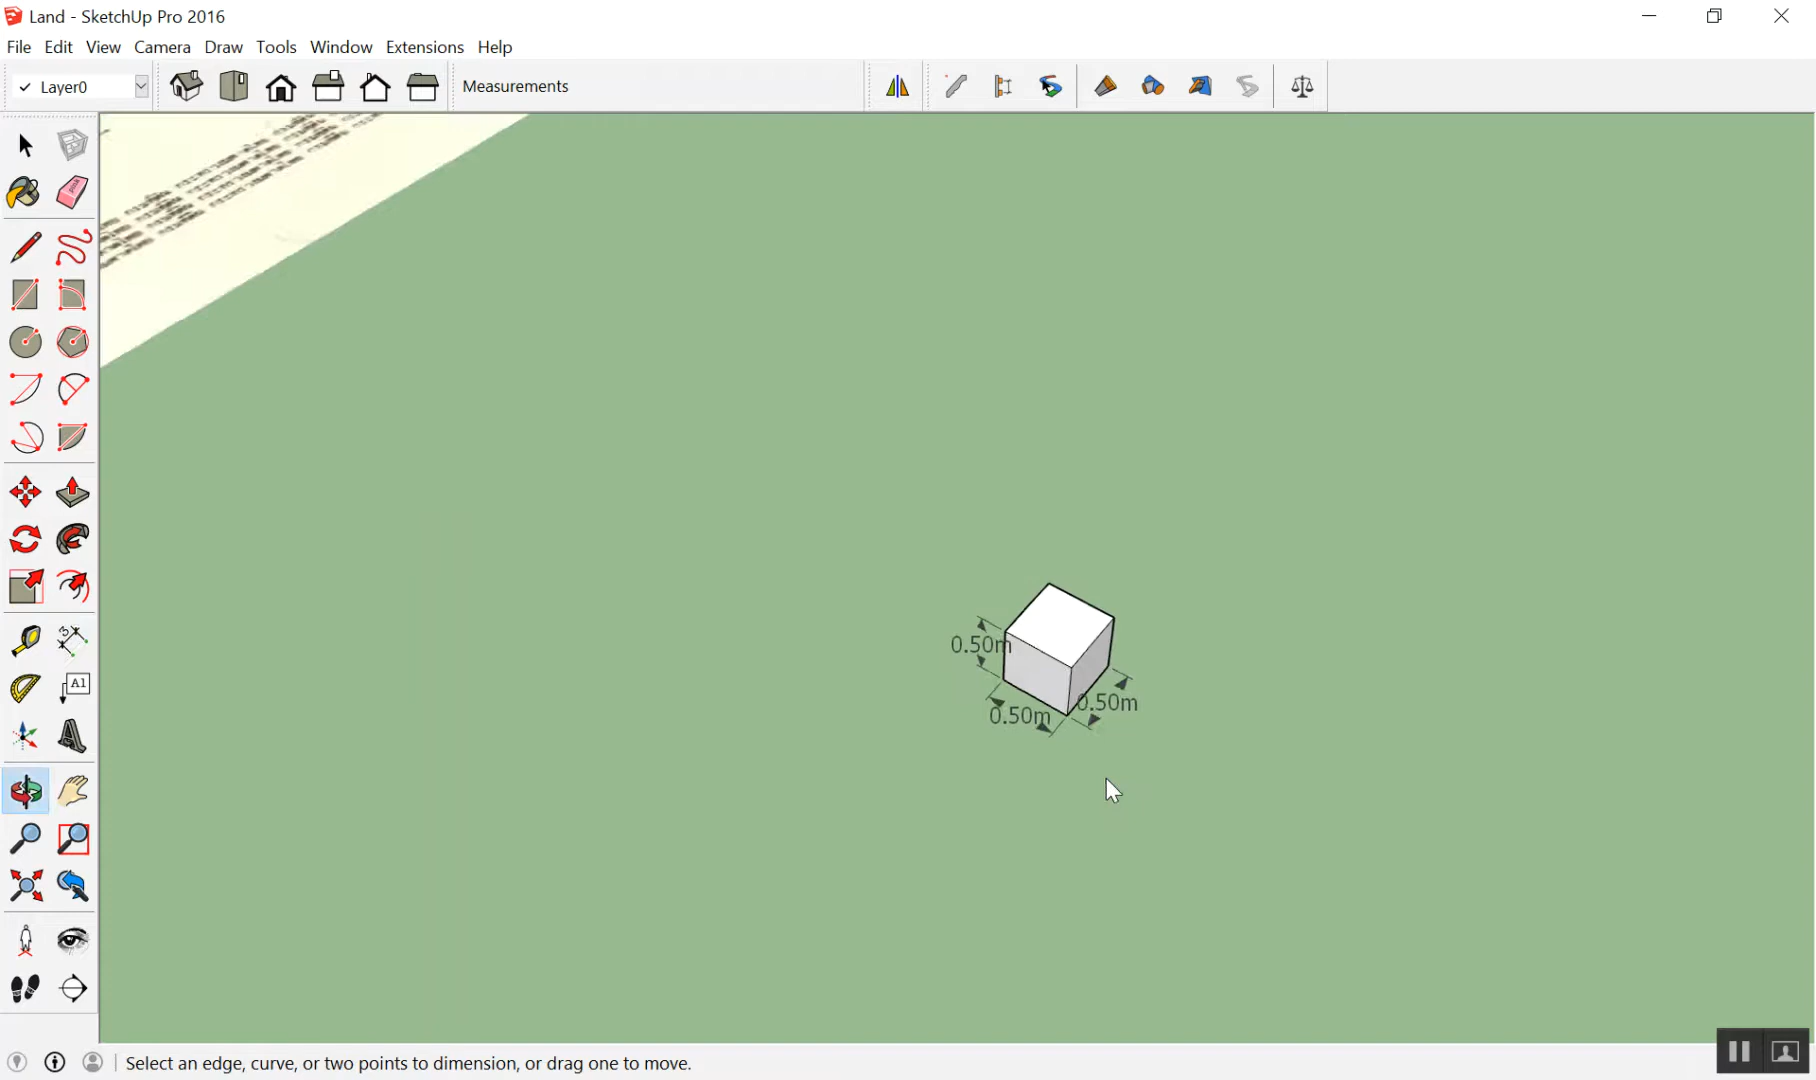 Land - SketchUp Pro 2016
File Edit View Camera Draw Tools Window Extensions Help
Layer0
Measurements
A1
0.50m
0.50m
0.50m
Select an edge, curve, or two points to dimension, or drag one to move.